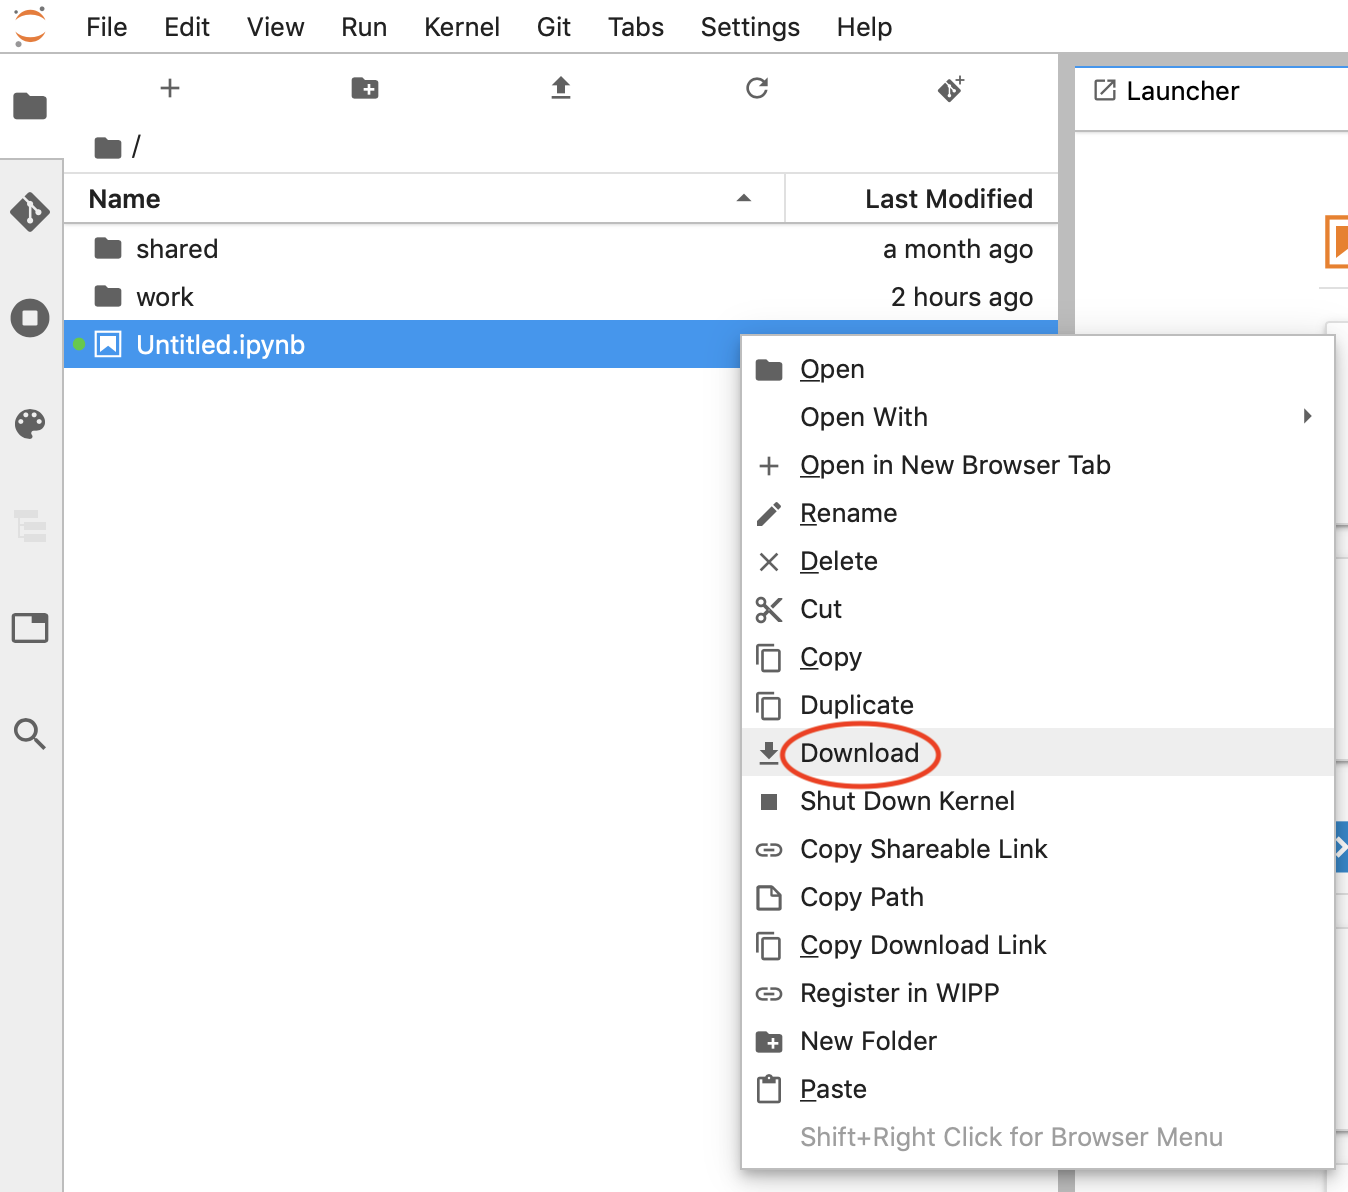 File Edit View Run Kernel Git Tabs Settings Help
Launcher
/
Name Last Modified
shared a month ago
work 2 hours ago
Untitled.ipynb
Open
Open With
Open in New Browser Tab
Rename
Delete
Cut
Copy
Duplicate
Download
Shut Down Kernel
Copy Shareable Link
Copy Path
Copy Download Link
Register in WIPP
New Folder
Paste
Shift+Right Click for Browser Menu